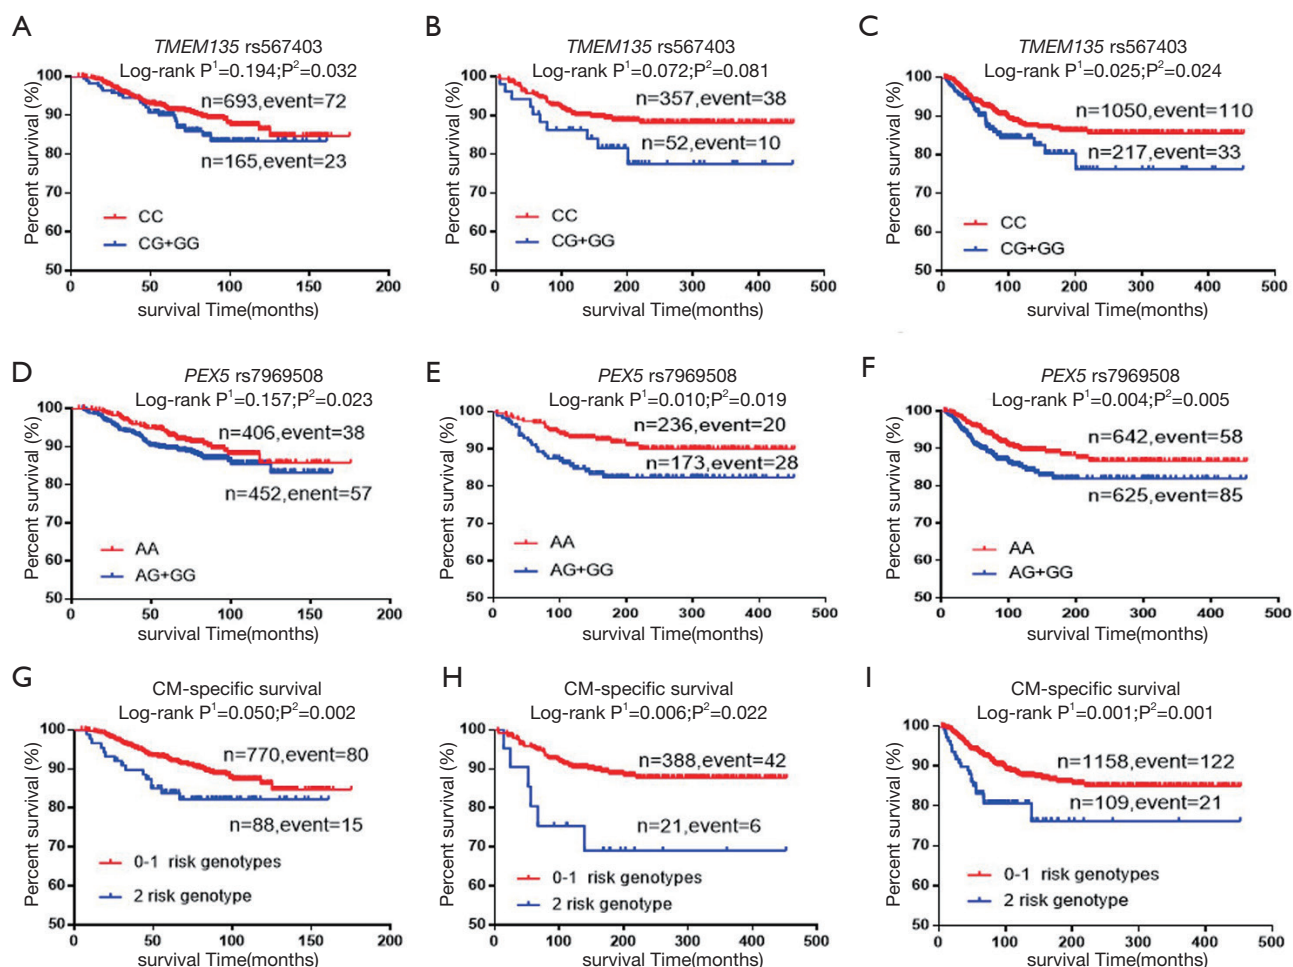 A
TMEM135 rs567403
Log-rank P¹=0.194;P²=0.032
Percent survival (%)
100
90
80
70
60
50
n=693,event=72
n=165,event=23
CC
CG+GG
0
50
100
150
200
survival Time(months)
B
TMEM135 rs567403
Log-rank P¹=0.072;P²=0.081
Percent survival (%)
100
90
80
70
60
50
n=357,event=38
n=52,event=10
CC
CG+GG
0
100
200
300
400
500
survival Time(months)
C
TMEM135 rs567403
Log-rank P¹=0.025;P²=0.024
Percent survival (%)
100
90
80
70
60
50
n=1050,event=110
n=217,event=33
CC
CG+GG
0
100
200
300
400
500
survival Time(months)
D
PEX5 rs7969508
Log-rank P¹=0.157;P²=0.023
Percent survival (%)
100
90
80
70
60
50
n=406,event=38
n=452,enent=57
AA
AG+GG
0
50
100
150
200
survival Time(months)
E
PEX5 rs7969508
Log-rank P¹=0.010;P²=0.019
Percent survival (%)
100
90
80
70
60
50
n=236,event=20
n=173,event=28
AA
AG+GG
0
100
200
300
400
500
survival Time(months)
F
PEX5 rs7969508
Log-rank P¹=0.004;P²=0.005
Percent survival (%)
100
90
80
70
60
50
n=642,event=58
n=625,event=85
AA
AG+GG
0
100
200
300
400
500
survival Time(months)
G
CM-specific survival
Log-rank P¹=0.050;P²=0.002
Percent survival (%)
100
90
80
70
60
50
n=770,event=80
n=88,event=15
0-1 risk genotypes
2 risk genotype
0
50
100
150
200
survival Time(months)
H
CM-specific survival
Log-rank P¹=0.006;P²=0.022
Percent survival (%)
100
90
80
70
60
50
n=388,event=42
n=21,event=6
0-1 risk genotypes
2 risk genotype
0
100
200
300
400
500
survival Time(months)
I
CM-specific survival
Log-rank P¹=0.001;P²=0.001
Percent survival (%)
100
90
80
70
60
50
n=1158,event=122
n=109,event=21
0-1 risk genotypes
2 risk genotype
0
100
200
300
400
500
survival Time(months)